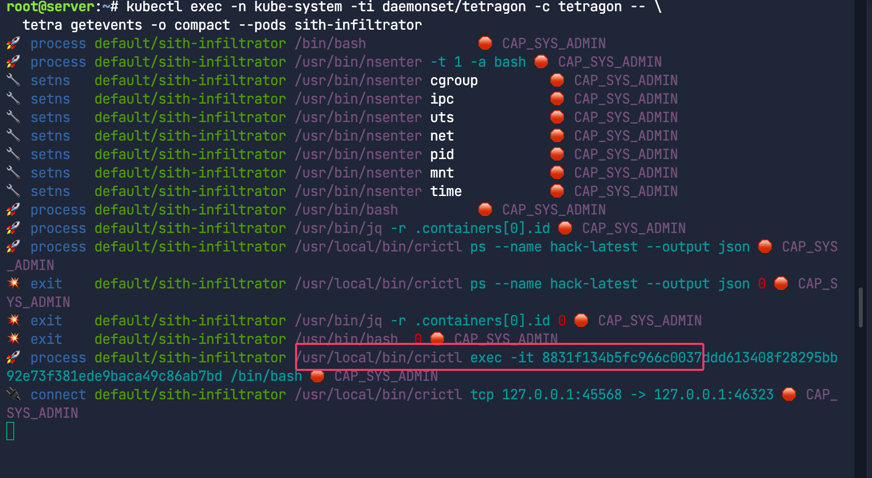 root@server:~# kubectl exec -n kube-system -ti daemonset/tetragon -c tetragon -- \
tetra getevents -o compact --pods sith-infiltrator
🚀 process default/sith-infiltrator /bin/bash 🛑 CAP_SYS_ADMIN
🚀 process default/sith-infiltrator /usr/bin/nsenter -t 1 -a bash 🛑 CAP_SYS_ADMIN
🔧 setns default/sith-infiltrator /usr/bin/nsenter cgroup 🛑 CAP_SYS_ADMIN
🔧 setns default/sith-infiltrator /usr/bin/nsenter ipc 🛑 CAP_SYS_ADMIN
🔧 setns default/sith-infiltrator /usr/bin/nsenter uts 🛑 CAP_SYS_ADMIN
🔧 setns default/sith-infiltrator /usr/bin/nsenter net 🛑 CAP_SYS_ADMIN
🔧 setns default/sith-infiltrator /usr/bin/nsenter pid 🛑 CAP_SYS_ADMIN
🔧 setns default/sith-infiltrator /usr/bin/nsenter mnt 🛑 CAP_SYS_ADMIN
🔧 setns default/sith-infiltrator /usr/bin/nsenter time 🛑 CAP_SYS_ADMIN
🚀 process default/sith-infiltrator /usr/bin/bash 🛑 CAP_SYS_ADMIN
🚀 process default/sith-infiltrator /usr/bin/jq -r .containers[0].id 🛑 CAP_SYS_ADMIN
🚀 process default/sith-infiltrator /usr/local/bin/crictl ps --name hack-latest --output json 🛑 CAP_SYS
_ADMIN
💥 exit default/sith-infiltrator /usr/local/bin/crictl ps --name hack-latest --output json 0 🛑 CAP_S
YS_ADMIN
💥 exit default/sith-infiltrator /usr/bin/jq -r .containers[0].id 0 🛑 CAP_SYS_ADMIN
💥 exit default/sith-infiltrator /usr/bin/bash 0 🛑 CAP_SYS_ADMIN
🚀 process default/sith-infiltrator /usr/local/bin/crictl exec -it 8831f134b5fc966c0037ddd613408f28295bb
92e73f381ede9baca49c86ab7bd /bin/bash 🛑 CAP_SYS_ADMIN
🔌 connect default/sith-infiltrator /usr/local/bin/crictl tcp 127.0.0.1:45568 -> 127.0.0.1:46323 🛑 CAP_
SYS_ADMIN